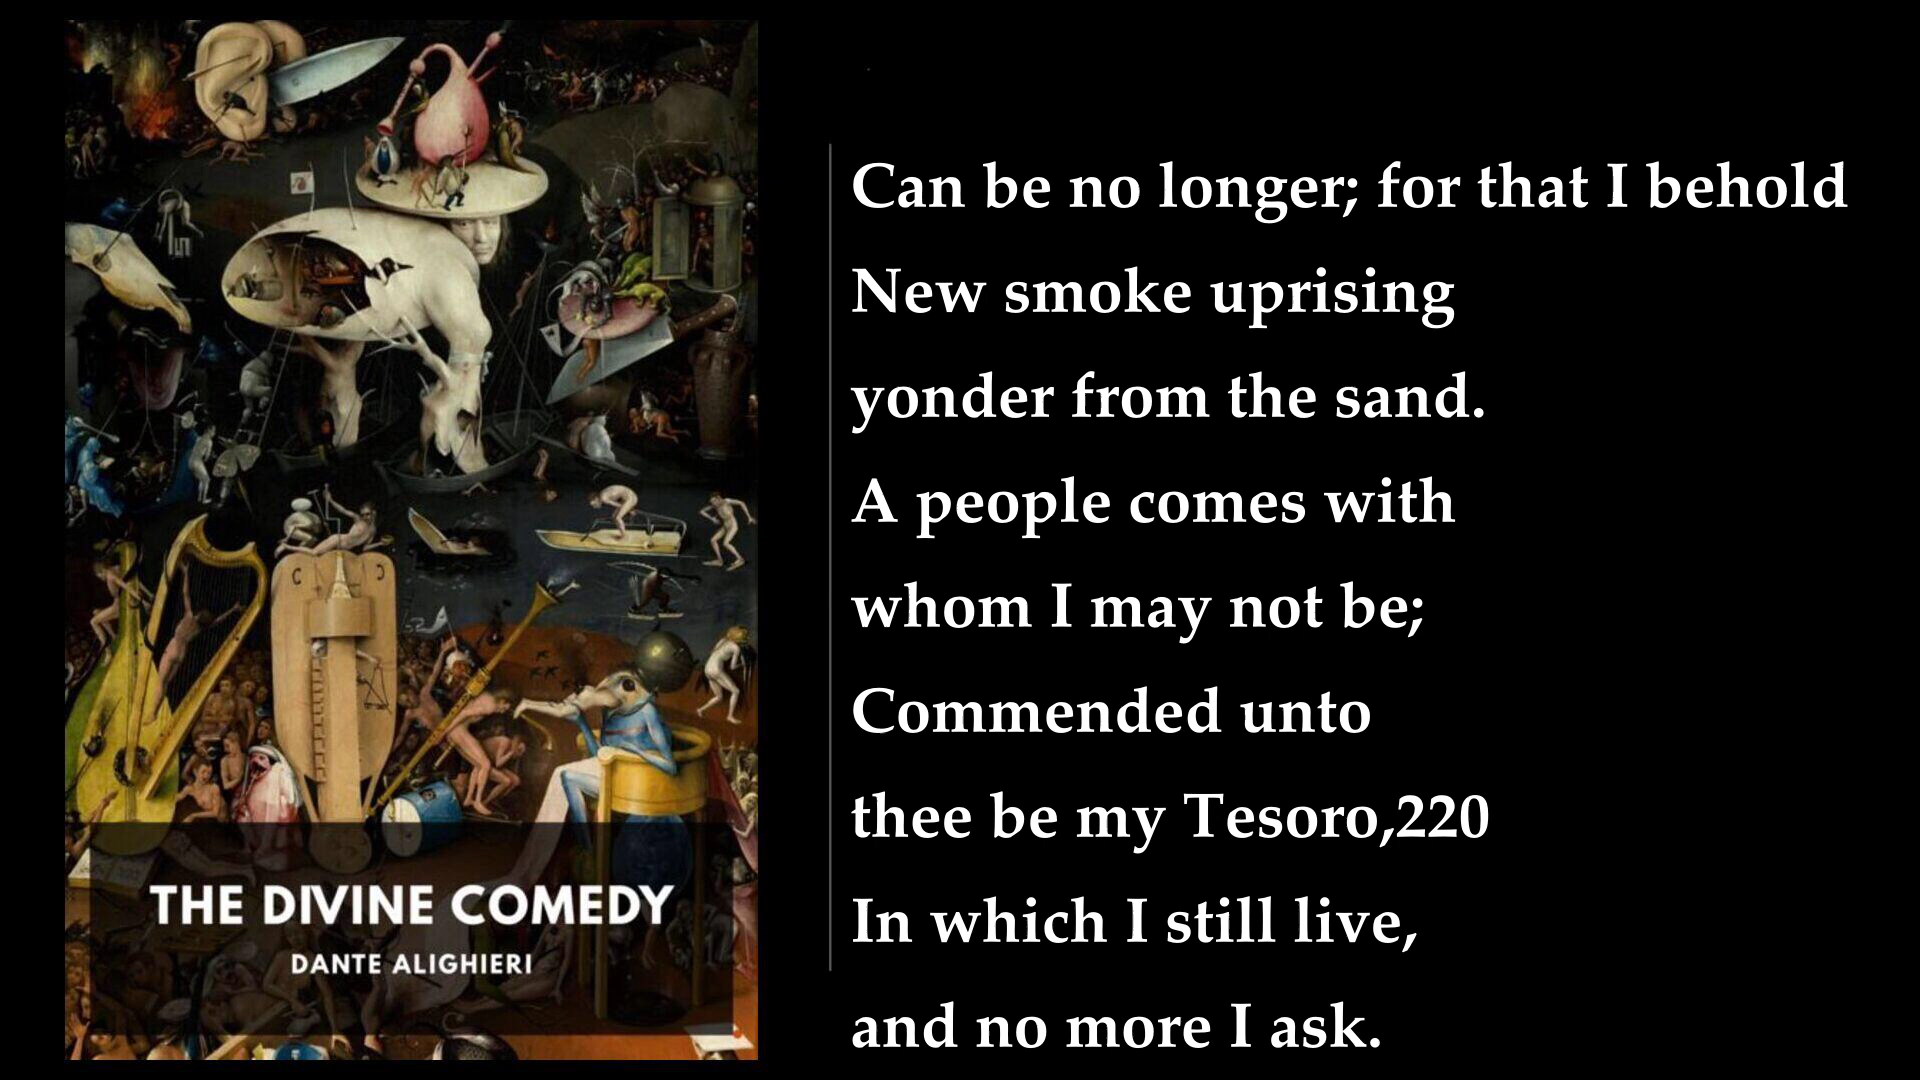 THE DIVINE COMEDY
DANTE ALIGHIERI
Can be no longer; for that I behold
New smoke uprising
yonder from the sand.
A people comes with
whom I may not be;
Commended unto
thee be my Tesoro,220
In which I still live,
and no more I ask.